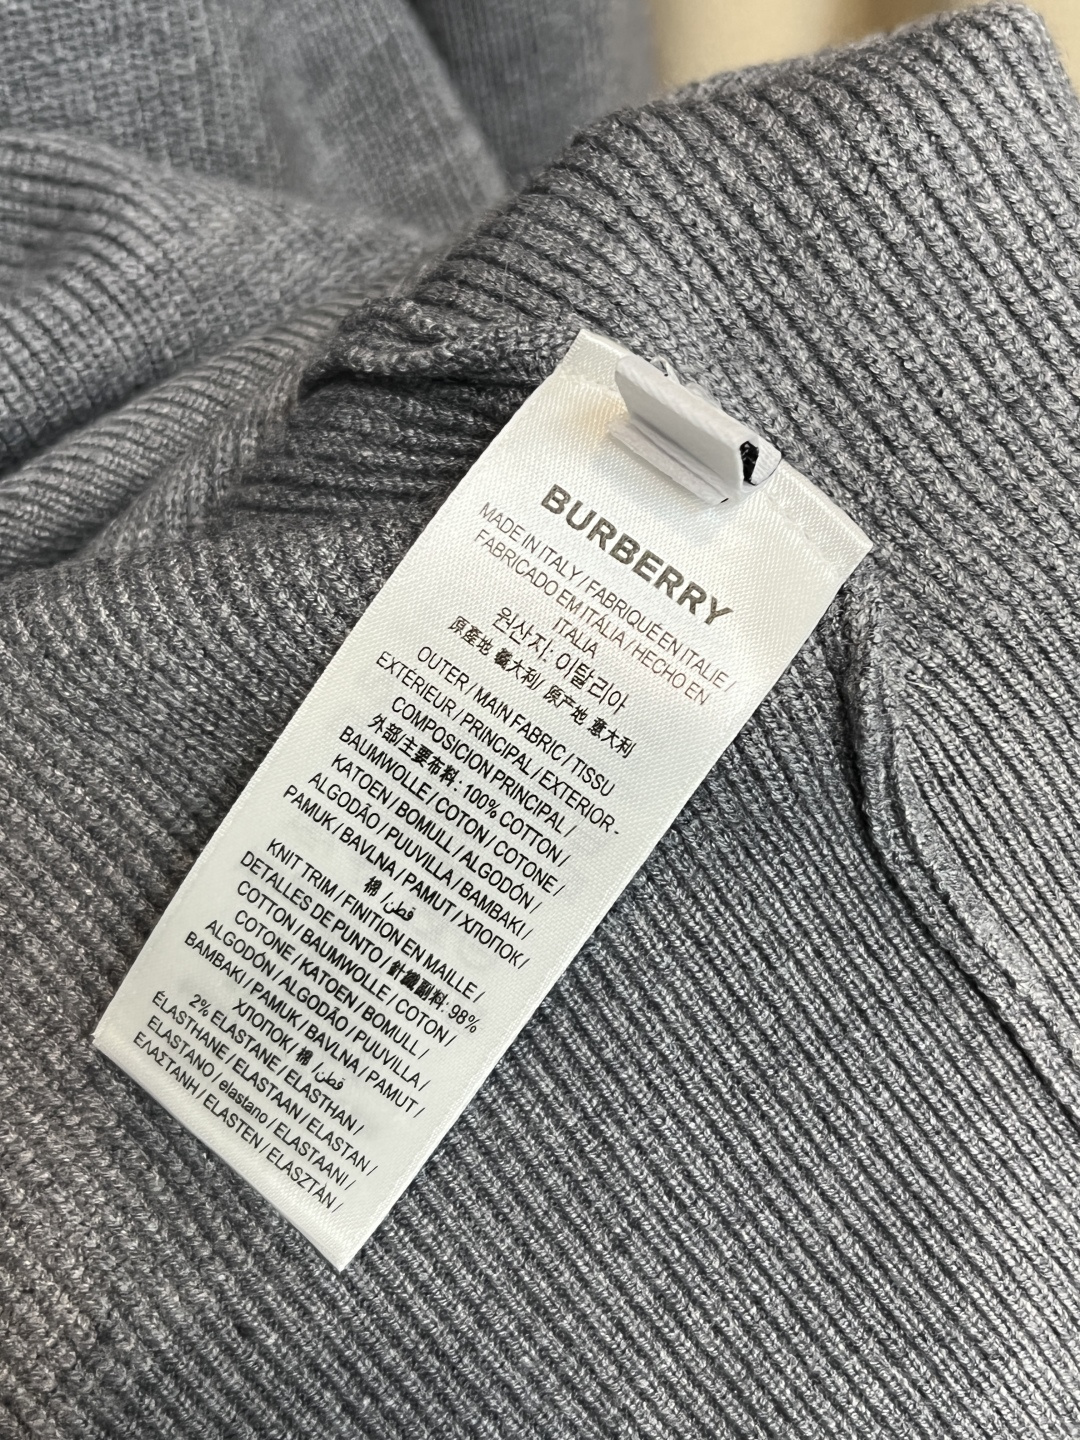 BURBERRY
MADE IN ITALY / FABRIQUÉ EN ITALIE /
FABRICADO EM ITÁLIA / HECHO EN
ITALIA
원산지: 이탈리아
原產地 義大利/ 原产地 意大利
OUTER / MAIN FABRIC / TISSU
EXTÉRIEUR / PRINCIPAL / EXTERIOR -
COMPOSICION PRINCIPAL /
外部/主要布料: 100% COTTON /
BAUMWOLLE / COTON / COTONE /
KATOEN / BOMULL / ALGODÓN /
ALGODÃO / PUUVILLA / BAMBAKI /
PAMUK / BAVLNA / PAMUT / ХЛОПОК /
棉 /قطن
KNIT TRIM / FINITION EN MAILLE /
DETALLES DE PUNTO / 針織副料: 98%
COTTON / BAUMWOLLE / COTON /
COTONE / KATOEN / BOMULL /
ALGODÓN / ALGODÃO / PUUVILLA /
BAMBAKI / PAMUK / BAVLNA / PAMUT /
ХЛОПОК/ 棉 /قطن
2% ELASTANE / ELASTHAN /
ÉLASTHANE / ELASTAAN / ELASTAN /
ELASTANO / elastano / ELASTAANI /
ΕΛΑΣΤΑΝΗ / ELASTEN / ELASZTÁN /